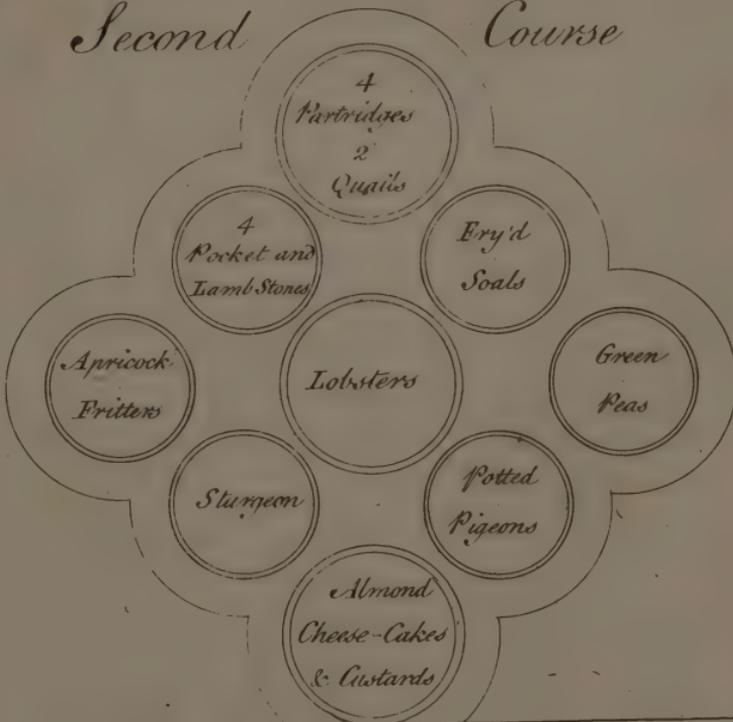 Second Course
4
Partridges
2
Quails
4
Pocket and
Lamb Stones
Fry'd
Soals
Apricock
Fritters
Lobsters
Green
Peas
Sturgeon
Potted
Pigeons
Almond
Cheese-Cakes
& Custards